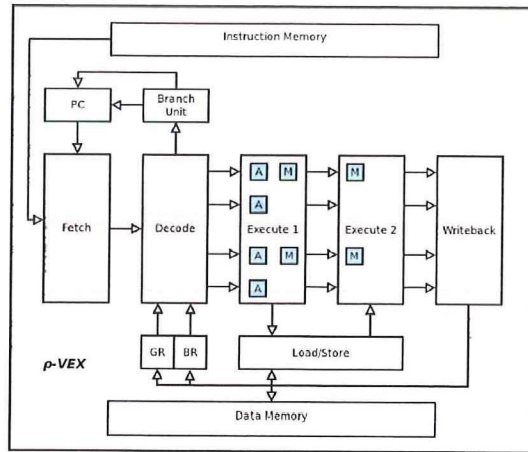 Instruction Memory
PC
Branch
Unit
Fetch
Decode
A M
A
Execute 1
A M
A
M
Execute 2
M
Writeback
GR BR
Load/Store
ρ-VEX
Data Memory